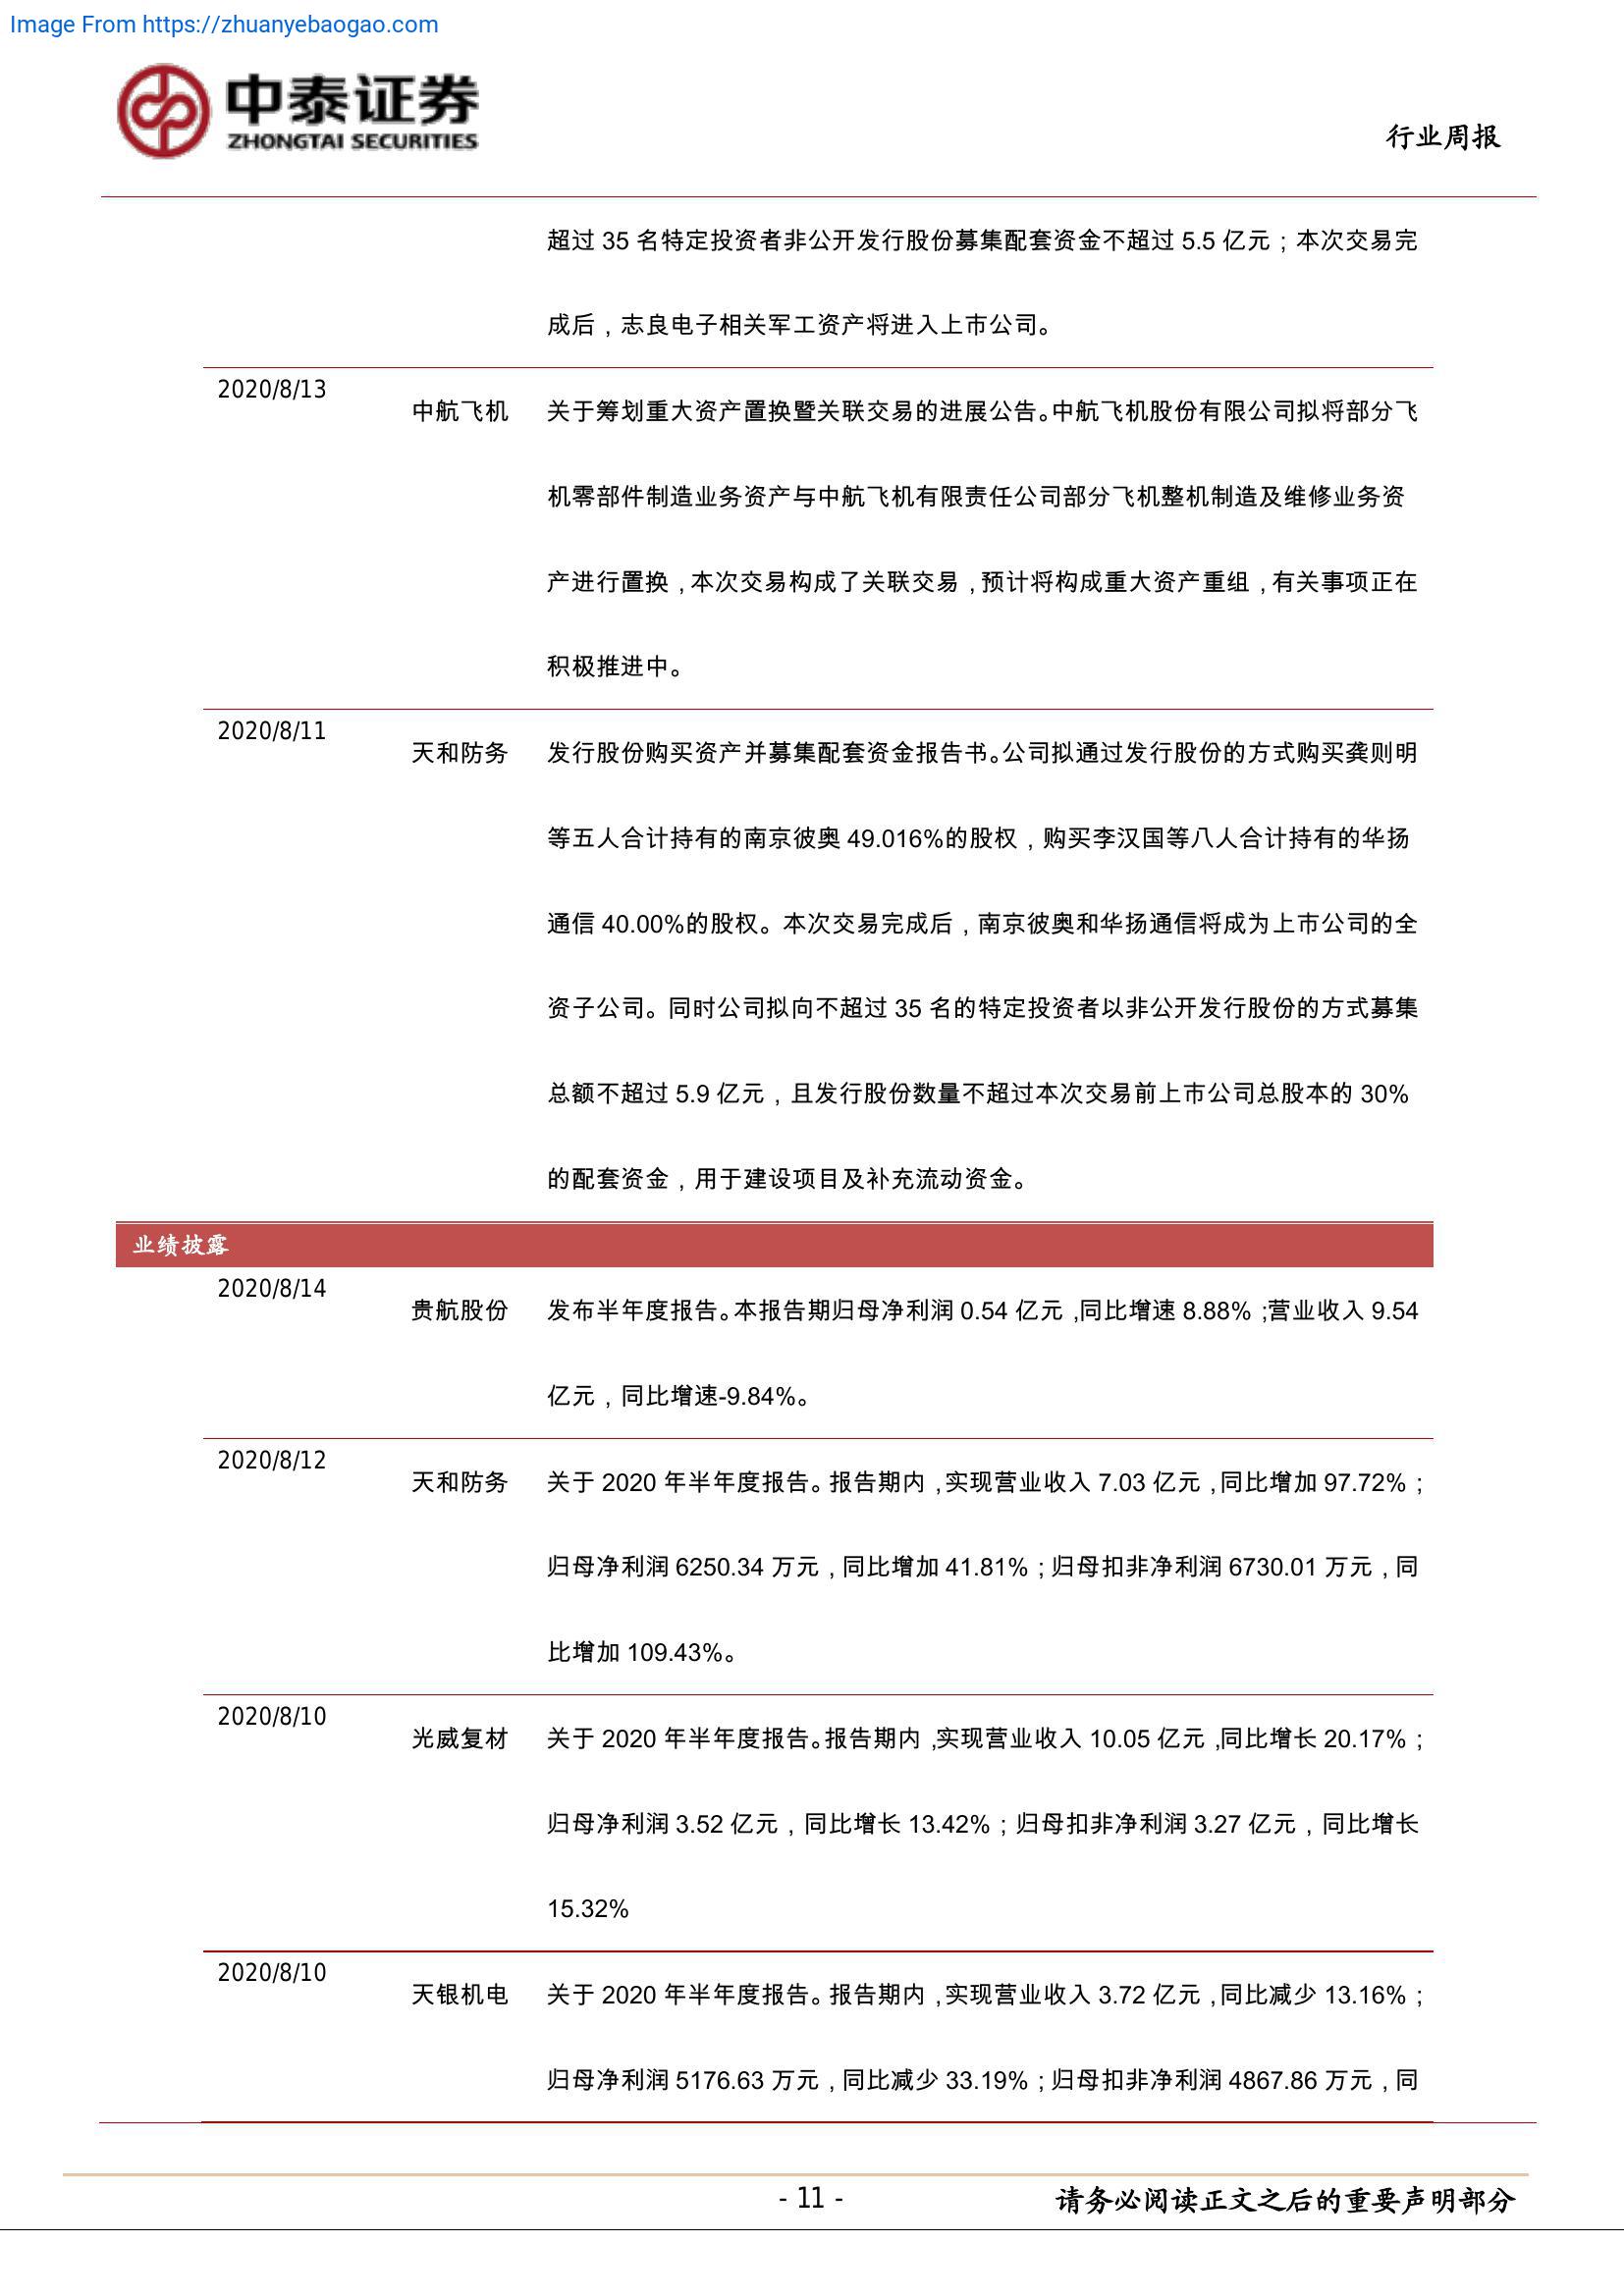 Image From https://zhuanyebaogao.com
中泰证券
ZHONGTAI SECURITIES
行业周报
超过 35 名特定投资者非公开发行股份募集配套资金不超过 5.5 亿元；本次交易完
成后，志良电子相关军工资产将进入上市公司。
2020/8/13
中航飞机
关于筹划重大资产置换暨关联交易的进展公告。中航飞机股份有限公司拟将部分飞
机零部件制造业务资产与中航飞机有限责任公司部分飞机整机制造及维修业务资
产进行置换，本次交易构成了关联交易，预计将构成重大资产重组，有关事项正在
积极推进中。
2020/8/11
天和防务
发行股份购买资产并募集配套资金报告书。公司拟通过发行股份的方式购买龚则明
等五人合计持有的南京彼奥 49.016%的股权，购买李汉国等八人合计持有的华扬
通信 40.00%的股权。本次交易完成后，南京彼奥和华扬通信将成为上市公司的全
资子公司。同时公司拟向不超过 35 名的特定投资者以非公开发行股份的方式募集
总额不超过 5.9 亿元，且发行股份数量不超过本次交易前上市公司总股本的 30%
的配套资金，用于建设项目及补充流动资金。
业绩披露
2020/8/14
贵航股份
发布半年度报告。本报告期归母净利润 0.54 亿元，同比增速 8.88%；营业收入 9.54
亿元，同比增速-9.84%。
2020/8/12
天和防务
关于 2020 年半年度报告。报告期内，实现营业收入 7.03 亿元，同比增加 97.72%；
归母净利润 6250.34 万元，同比增加 41.81%；归母扣非净利润 6730.01 万元，同
比增加 109.43%。
2020/8/10
光威复材
关于 2020 年半年度报告。报告期内，实现营业收入 10.05 亿元，同比增长 20.17%；
归母净利润 3.52 亿元，同比增长 13.42%；归母扣非净利润 3.27 亿元，同比增长
15.32%
2020/8/10
天银机电
关于 2020 年半年度报告。报告期内，实现营业收入 3.72 亿元，同比减少 13.16%；
归母净利润 5176.63 万元，同比减少 33.19%；归母扣非净利润 4867.86 万元，同
- 11 -
请务必阅读正文之后的重要声明部分